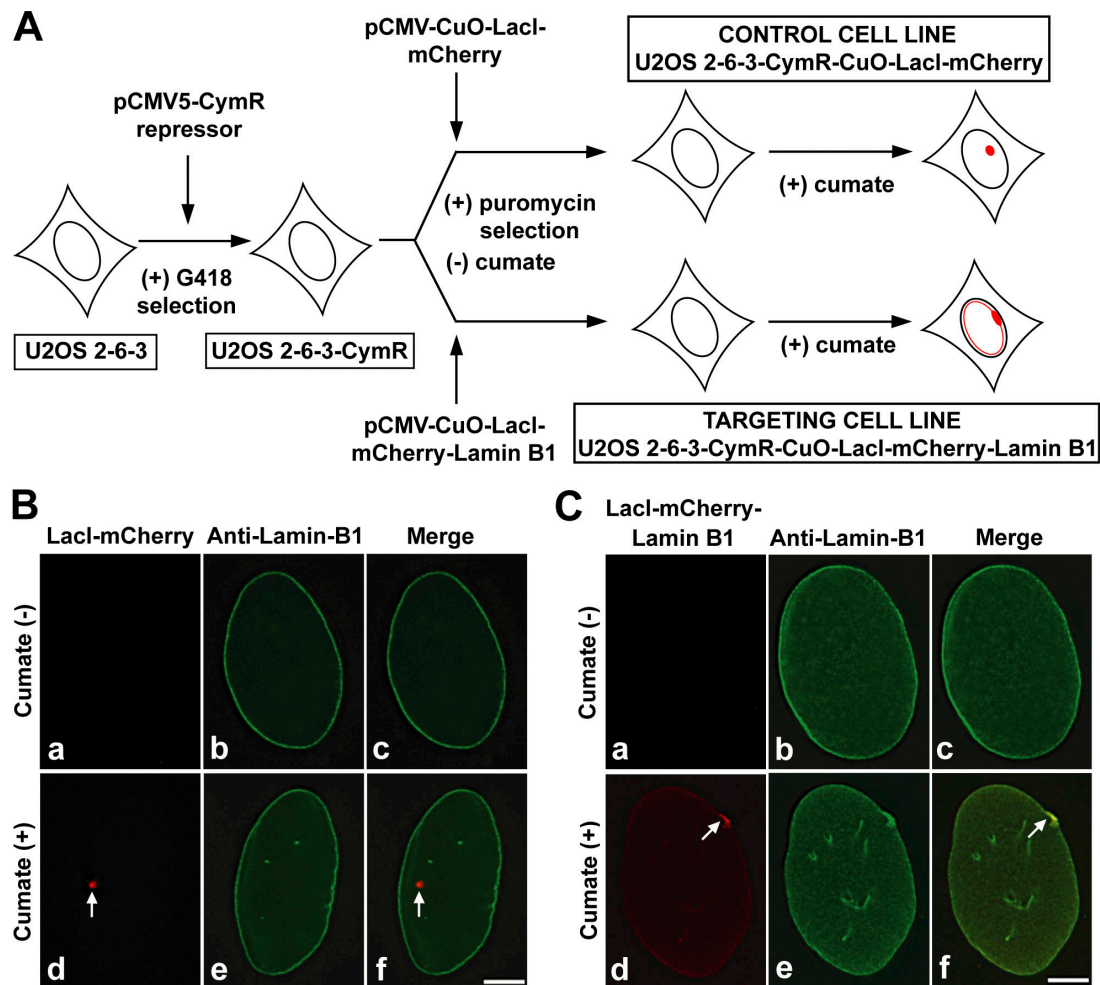 A
pCMV5-CymR
repressor
(+) G418
selection
U2OS 2-6-3
U2OS 2-6-3-CymR
pCMV-CuO-LacI-
mCherry
(+) puromycin
selection
(-) cumate
pCMV-CuO-LacI-
mCherry-Lamin B1
CONTROL CELL LINE
U2OS 2-6-3-CymR-CuO-LacI-mCherry
(+) cumate
(+) cumate
TARGETING CELL LINE
U2OS 2-6-3-CymR-CuO-LacI-mCherry-Lamin B1
B
LacI-mCherry
Anti-Lamin-B1
Merge
Cumate (-)
a
b
c
Cumate (+)
d
e
f
C
LacI-mCherry-
Lamin B1
Anti-Lamin-B1
Merge
Cumate (-)
a
b
c
Cumate (+)
d
e
f